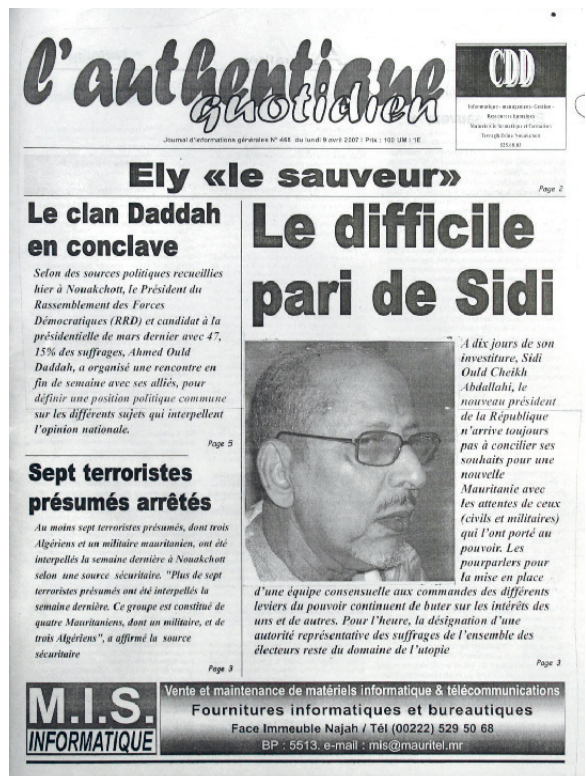 l'authentique
quotidien
Journal d'informations générales N° 466 du lundi 9 avril 2007 / Prix : 100 UM : 1E
CDD
Informatique - management - Gestion -
Ely «le sauveur»
Page 2
Le clan Daddah
en conclave
Selon des sources politiques recueillies
hier à Nouakchott, le Président du
Rassemblement des Forces
Démocratiques (RRD) et candidat à la
présidentielle de mars dernier avec 47,
15% des suffrages, Ahmed Ould
Daddah, a organisé une rencontre en
fin de semaine avec ses alliés, pour
définir une position politique commune
sur les différents sujets qui interpellent
l'opinion nationale.
Page 5
Sept terroristes
présumés arrêtés
Au moins sept terroristes présumés, dont trois
Algériens et un militaire mauritanien, ont été
interpellés la semaine dernière à Nouakchott
selon une source sécuritaire. "Plus de sept
terroristes présumés ont été interpellés la
semaine dernière. Ce groupe est constitué de
quatre Mauritaniens, dont un militaire, et de
trois Algériens", a affirmé la source
sécuritaire
Page 3
Le difficile
pari de Sidi
A dix jours de son
investiture, Sidi
Ould Cheikh
Abdallahi, le
nouveau président
de la République
n'arrive toujours
pas à concilier ses
souhaits pour une
nouvelle
Mauritanie avec
les attentes de ceux
(civils et militaires)
qui l'ont porté au
pouvoir. Les
pourparlers pour
la mise en place
d'une équipe consensuelle aux commandes des différents
leviers du pouvoir continuent de buter sur les intérêts des
uns et de autres. Pour l'heure, la désignation d'une
autorité représentative des suffrages de l'ensemble des
électeurs reste du domaine de l'utopie
Page 3
M.I.S.
INFORMATIQUE
Vente et maintenance de matériels informatique & télécommunications
Fournitures informatiques et bureautiques
Face Immeuble Najah / Tél (00222) 529 50 68
BP : 5513. e-mail : mis@mauritel.mr